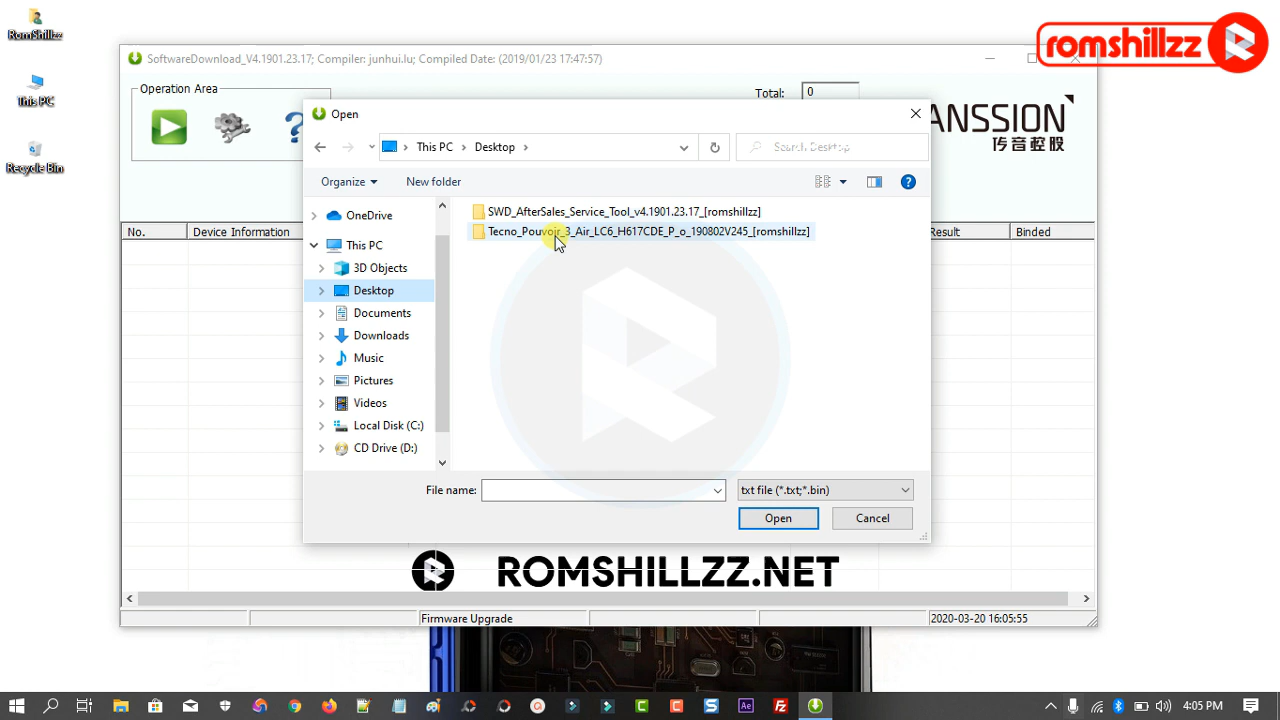 RomShillzz
This PC
Recycle Bin
romshillzz
SoftwareDownload_V4.1901.23.17; Compiler: junhui.lu; Compiled Date: (2019/01/23 17:47:57)
Operation Area
Total: 0
ANSSION
传音控股
No. Device Information Result Binded
Open
This PC Desktop
Search Desktop
Organize New folder
OneDrive
This PC
3D Objects
Desktop
Documents
Downloads
Music
Pictures
Videos
Local Disk (C:)
CD Drive (D:)
SWD_AfterSales_Service_Tool_v4.1901.23.17_[romshillzz]
Tecno_Pouvoir_3_Air_LC6_H617CDE_P_o_190802V245_[romshillzz]
File name: txt file (*.txt;*.bin)
Open Cancel
ROMSHILLZZ.NET
Firmware Upgrade 2020-03-20 16:05:55
4:05 PM